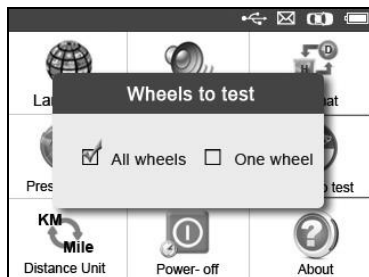 Wheels to test
All wheels One wheel
KM
Mile
Distance Unit Power- off About